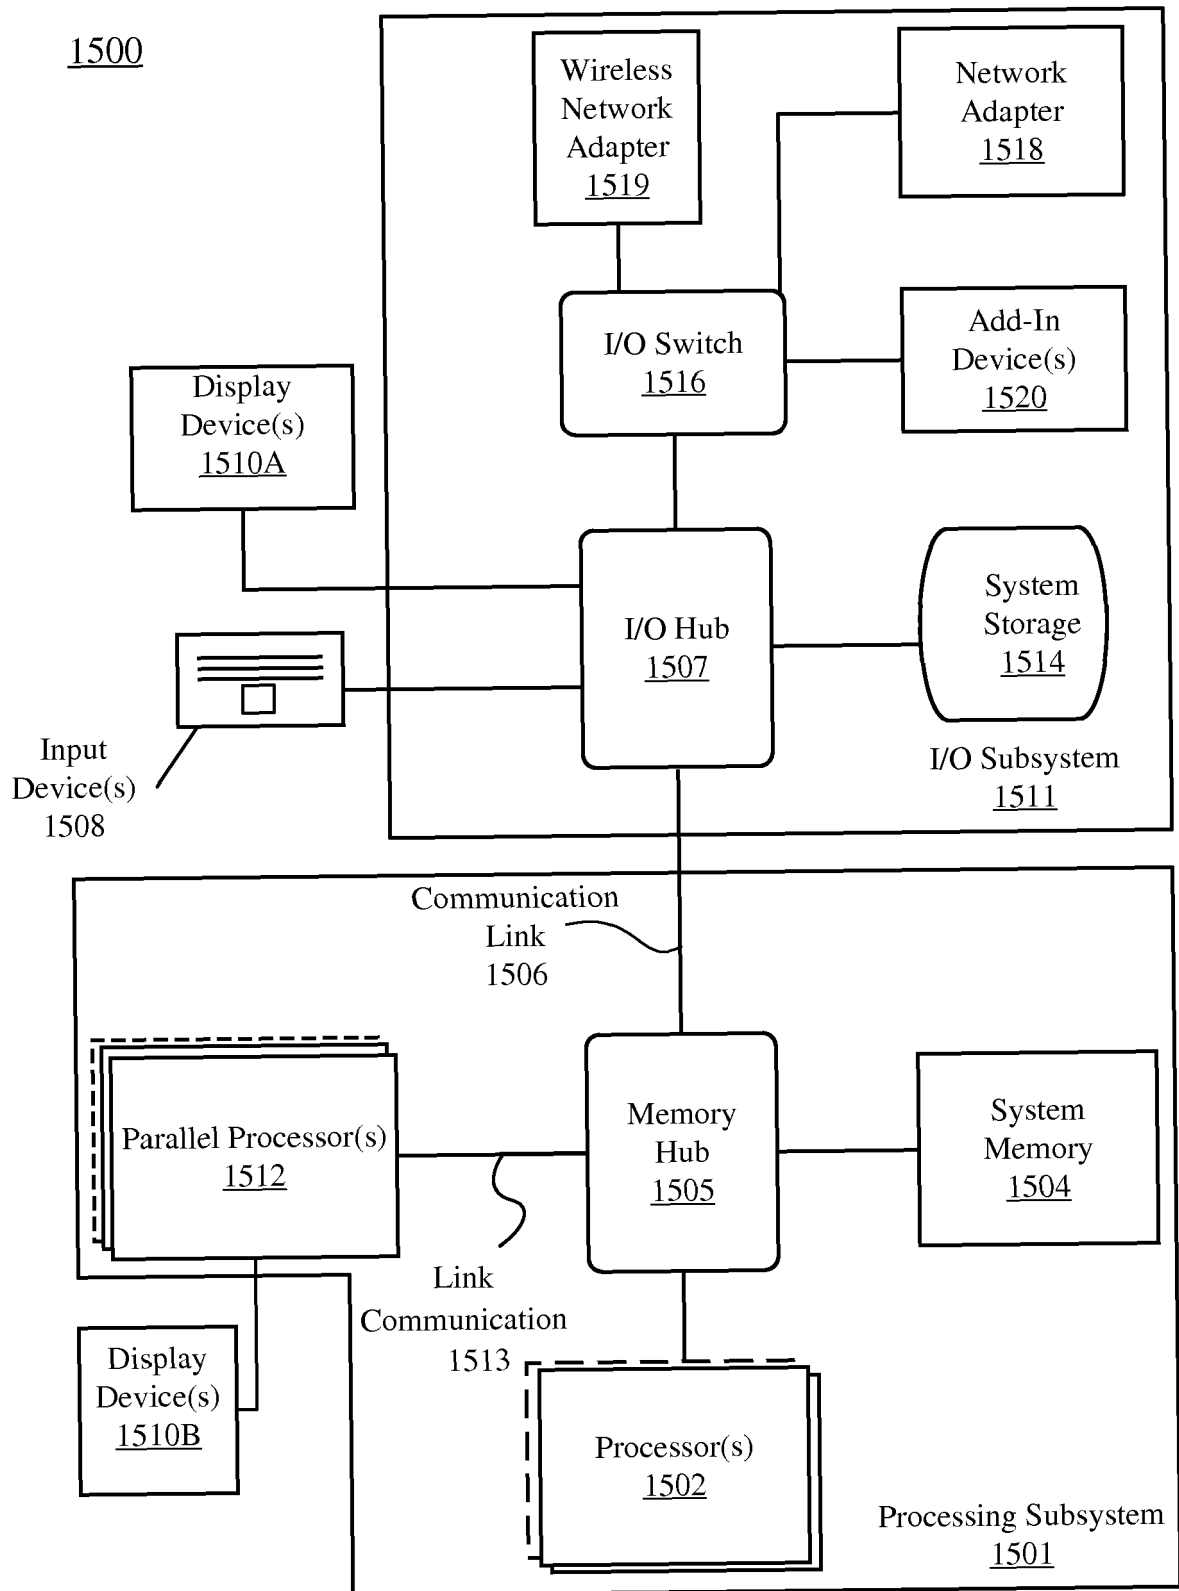 1500
Wireless
Network
Adapter
1519
Network
Adapter
1518
I/O Switch
1516
Add-In
Device(s)
1520
Display
Device(s)
1510A
I/O Hub
1507
System
Storage
1514
Input
Device(s)
1508
I/O Subsystem
1511
Communication
Link
1506
Parallel Processor(s)
1512
Memory
Hub
1505
System
Memory
1504
Link
Communication
1513
Display
Device(s)
1510B
Processor(s)
1502
Processing Subsystem
1501